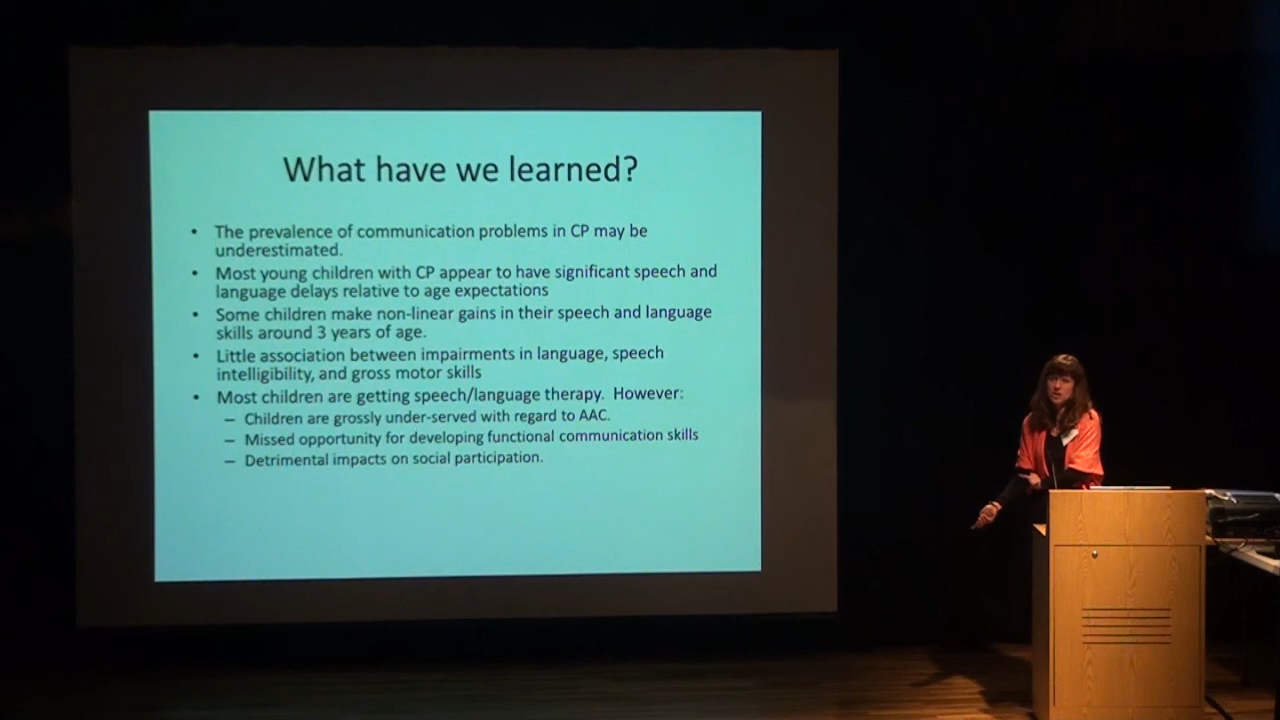 What have we learned?
• The prevalence of communication problems in CP may be
underestimated.
• Most young children with CP appear to have significant speech and
language delays relative to age expectations
• Some children make non-linear gains in their speech and language
skills around 3 years of age.
• Little association between impairments in language, speech
intelligibility, and gross motor skills
• Most children are getting speech/language therapy. However:
– Children are grossly under-served with regard to AAC.
– Missed opportunity for developing functional communication skills
– Detrimental impacts on social participation.